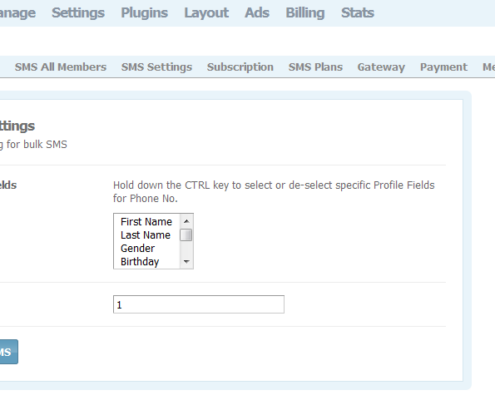 anage Settings Plugins Layout Ads Billing Stats
SMS All Members SMS Settings Subscription SMS Plans Gateway Payment Me
ttings
g for bulk SMS
elds
Hold down the CTRL key to select or de-select specific Profile Fields
for Phone No.
First Name
Last Name
Gender
Birthday
1
MS